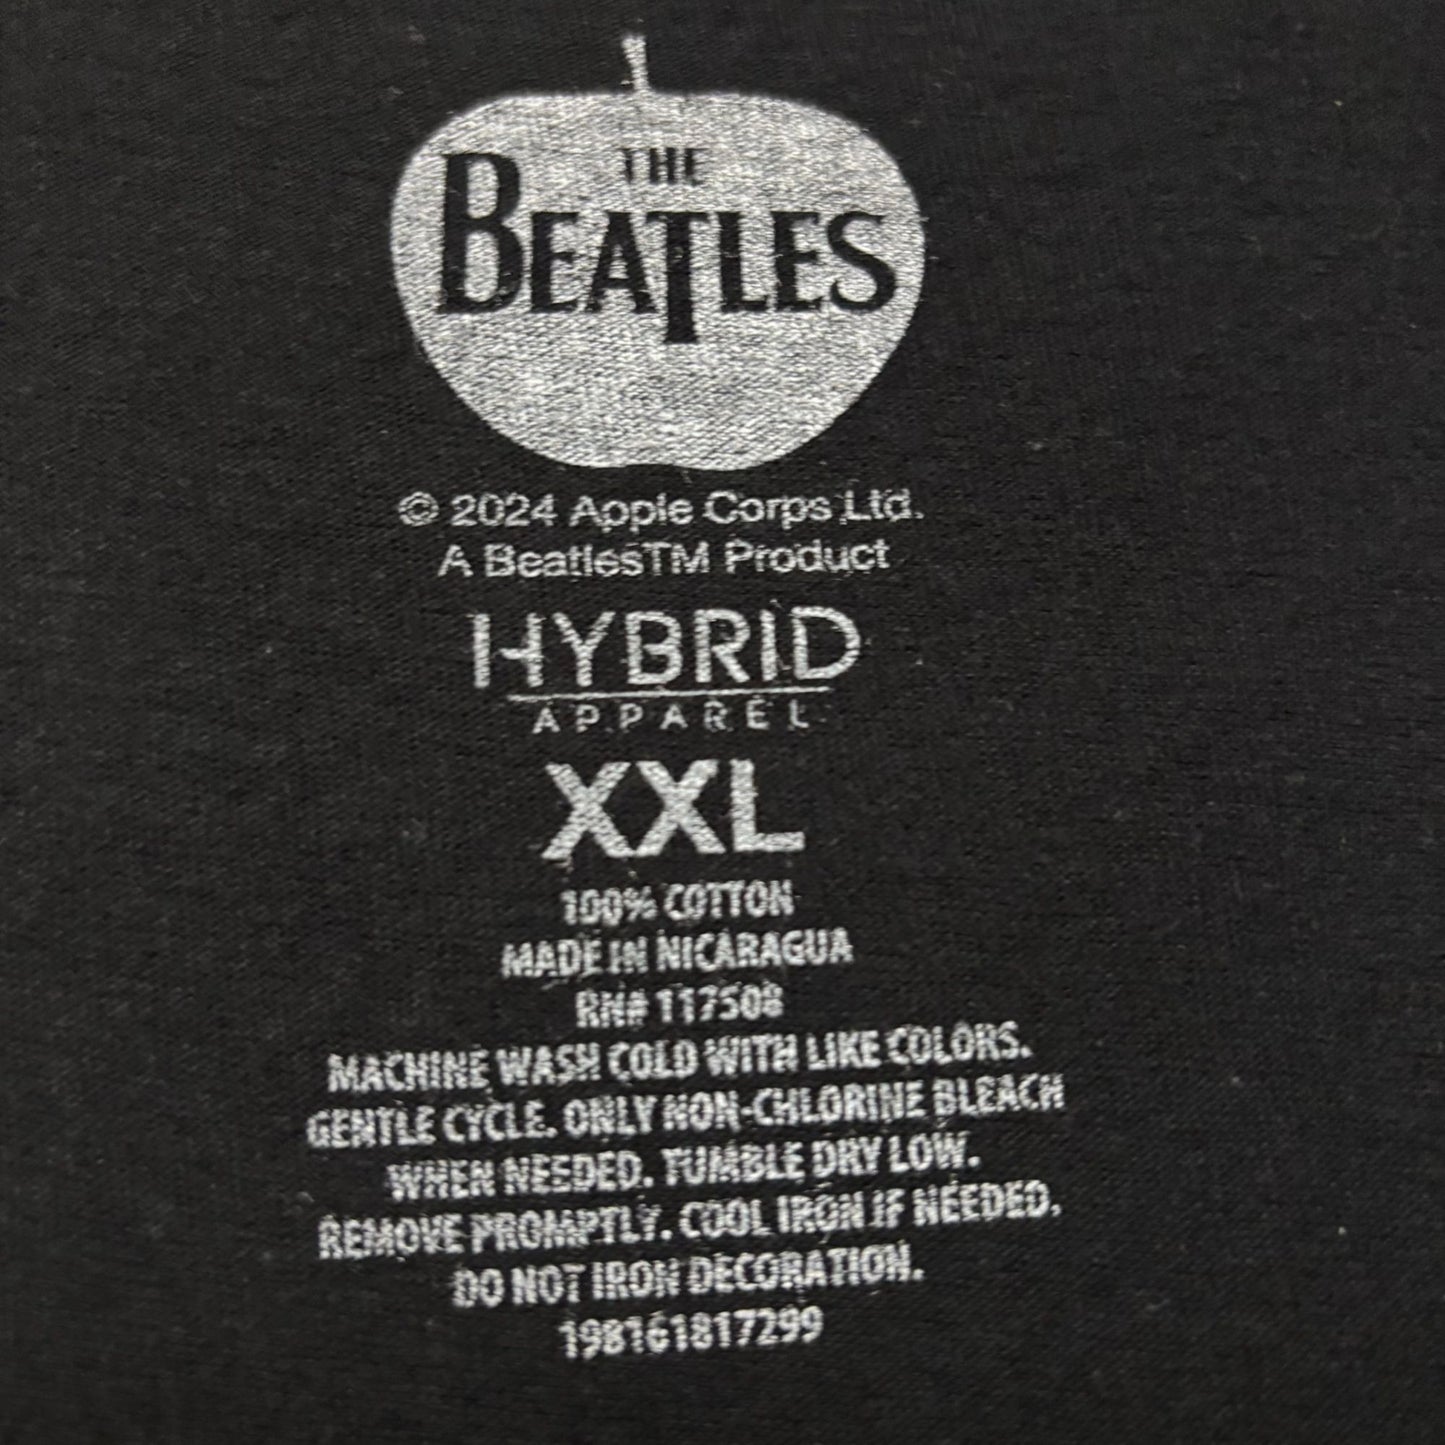 THE
BEATLES
© 2024 Apple Corps Ltd.
A BeatlesTM Product
HYBRID
APPAREL
XXL
100% COTTON
MADE IN NICARAGUA
RN# 117508
MACHINE WASH COLD WITH LIKE COLORS.
GENTLE CYCLE. ONLY NON-CHLORINE BLEACH
WHEN NEEDED. TUMBLE DRY LOW.
REMOVE PROMPTLY. COOL IRON IF NEEDED.
DO NOT IRON DECORATION.
198161817299